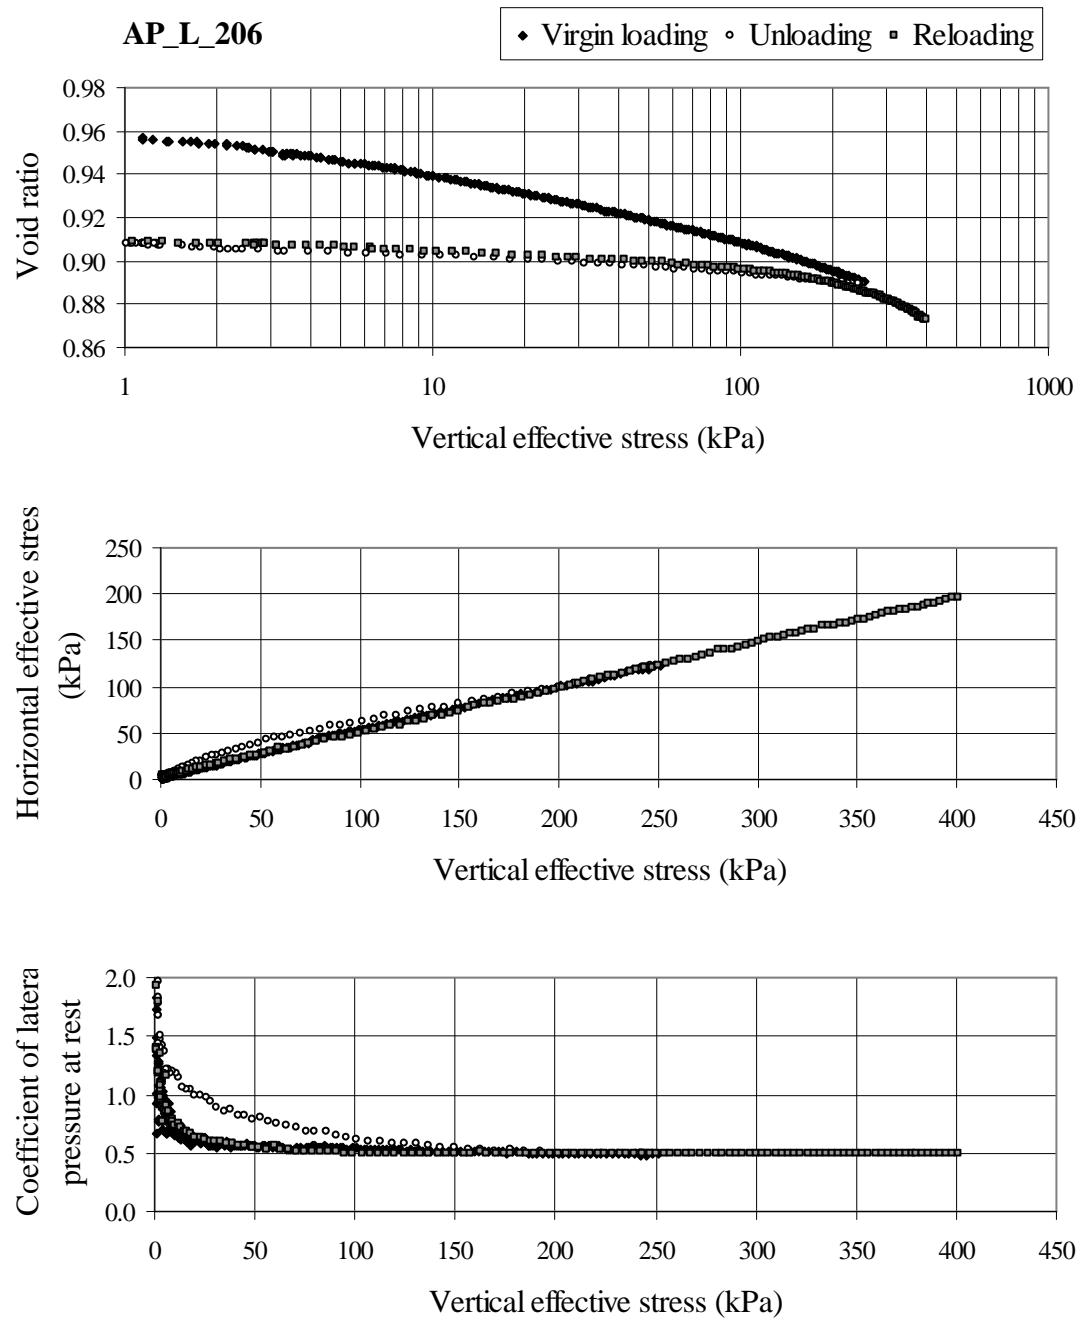 AP_L_206
Virgin loading Unloading Reloading
0.98
0.96
0.94
0.92
0.90
0.88
0.86
Void ratio
1 10 100 1000
Vertical effective stress (kPa)
250
200
150
100
50
0
Horizontal effective stres
(kPa)
0 50 100 150 200 250 300 350 400 450
Vertical effective stress (kPa)
2.0
1.5
1.0
0.5
0.0
Coefficient of latera
pressure at rest
0 50 100 150 200 250 300 350 400 450
Vertical effective stress (kPa)